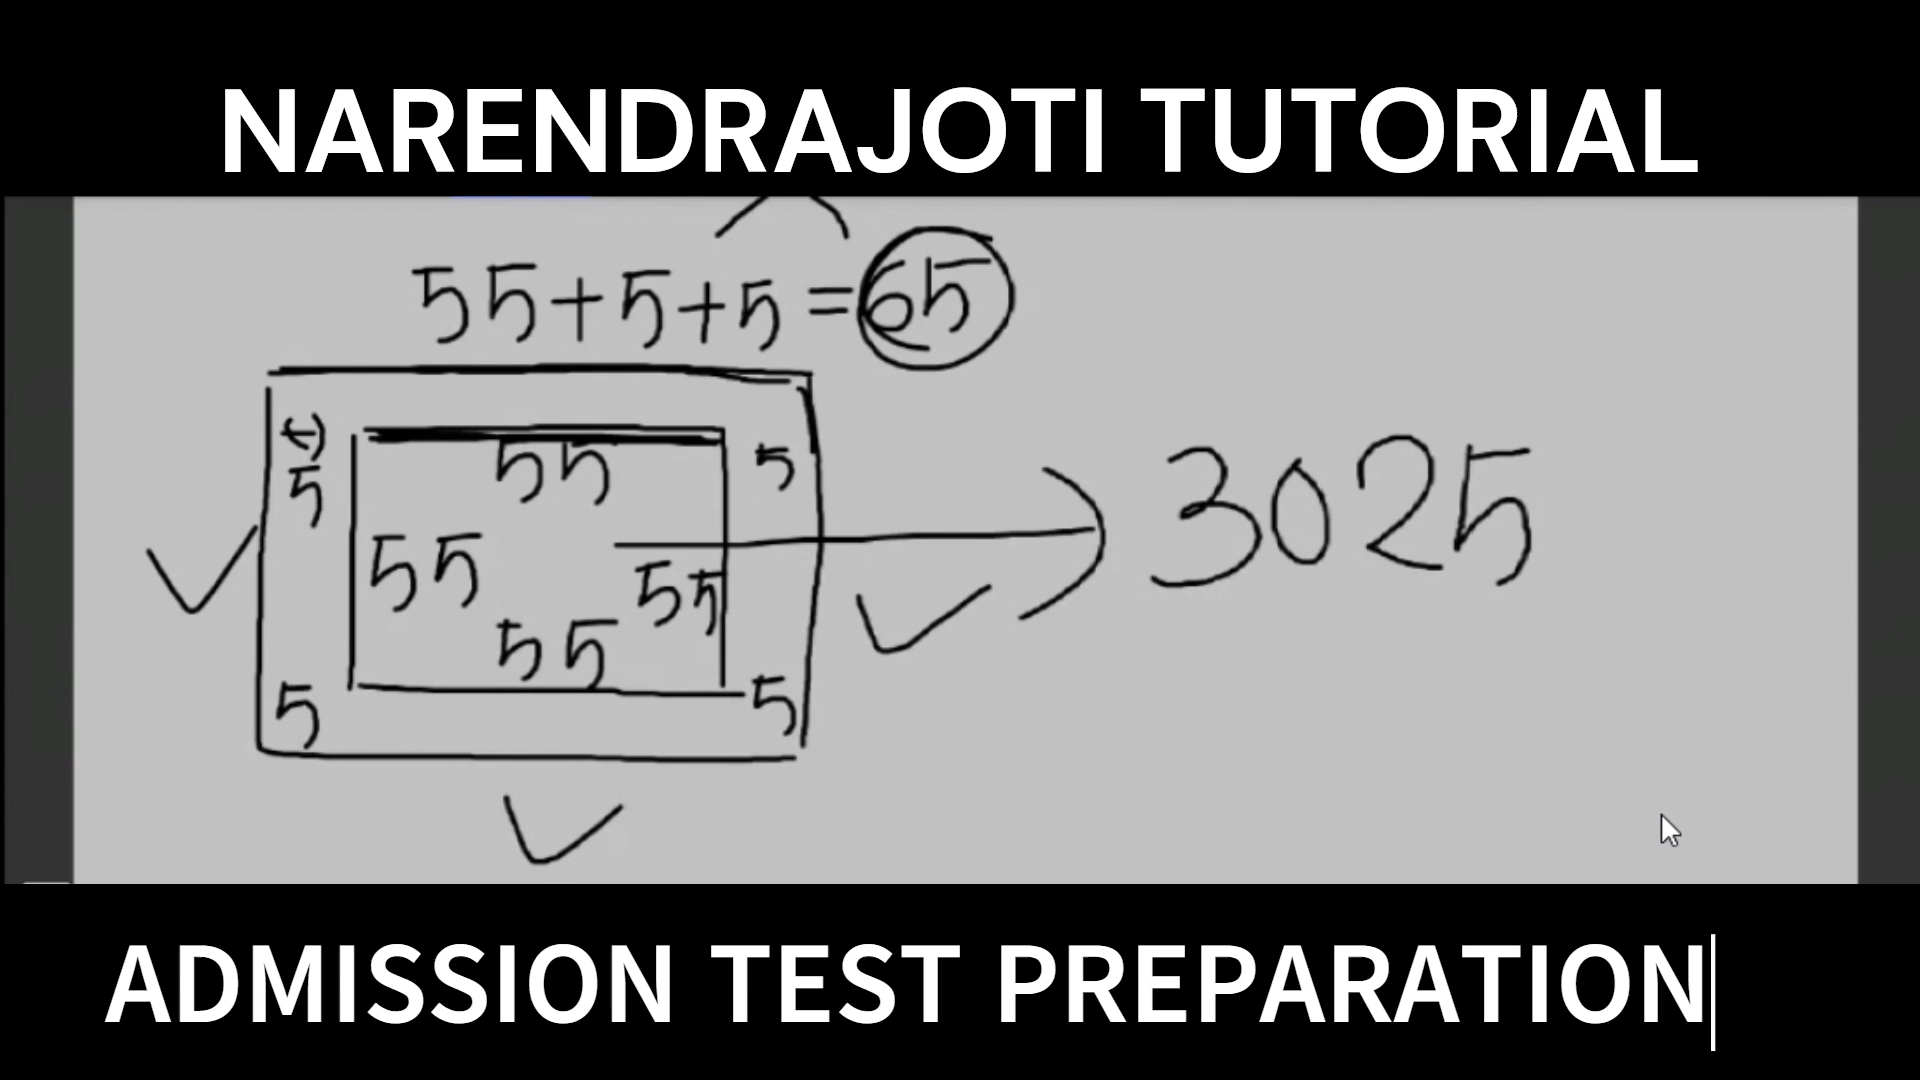 NARENDRAJOTI TUTORIAL
55+5+5=65
(-)
5 55 5
55 55
55
5 5
3025
ADMISSION TEST PREPARATION